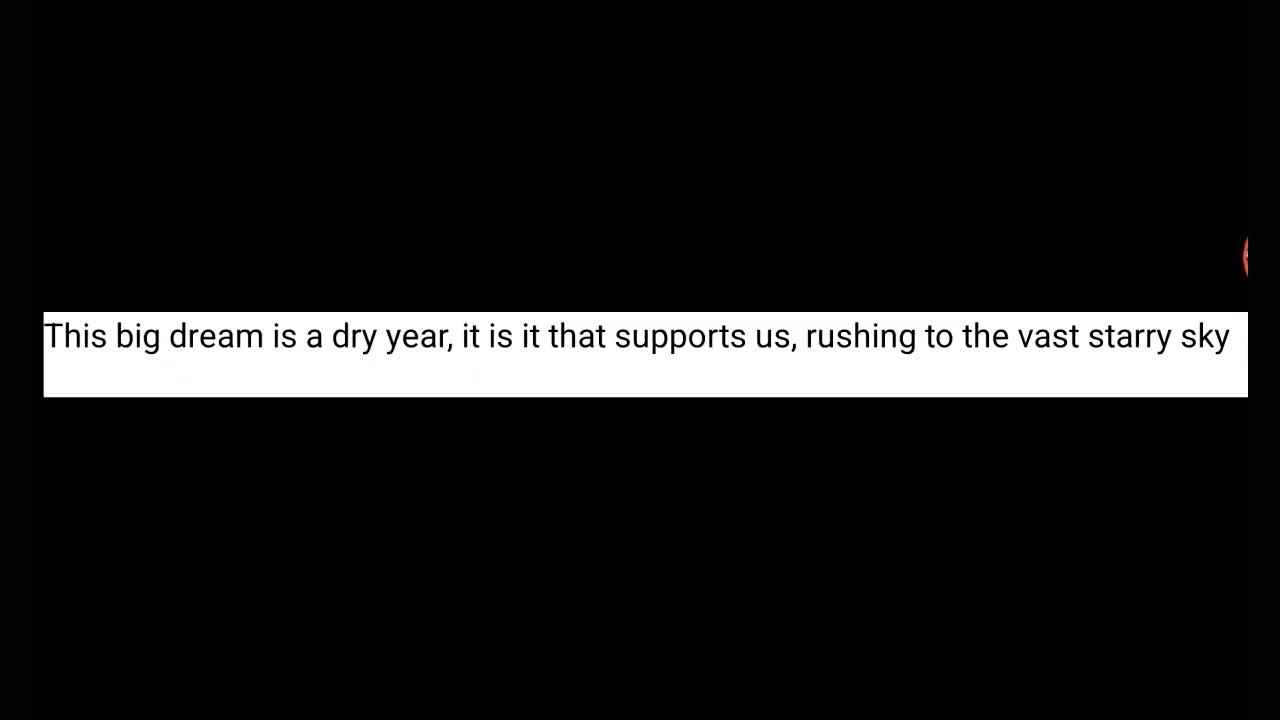 This big dream is a dry year, it is it that supports us, rushing to the vast starry sky